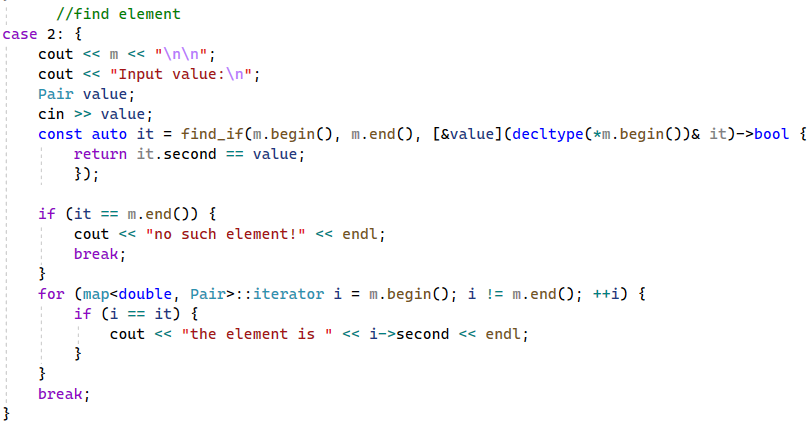 //find element
case 2: {
cout << m << "\n\n";
cout << "Input value:\n";
Pair value;
cin >> value;
const auto it = find_if(m.begin(), m.end(), [&value](decltype(*m.begin())& it)->bool {
return it.second == value;
});
if (it == m.end()) {
cout << "no such element!" << endl;
break;
}
for (map<double, Pair>::iterator i = m.begin(); i != m.end(); ++i) {
if (i == it) {
cout << "the element is " << i->second << endl;
}
}
break;
}